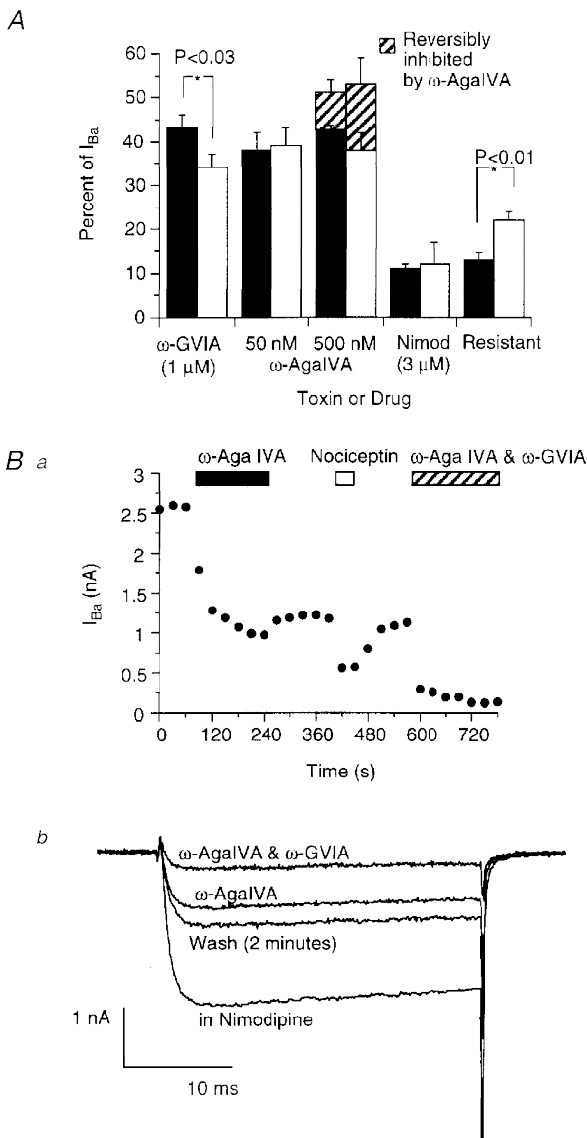 A
Reversibly
inhibited
by ω-AgaIVA
P<0.03
*
P<0.01
*
Percent of I_Ba
60
50
40
30
20
10
0
ω-GVIA 50 nM 500 nM Nimod Resistant
(1 μM) ω-AgaIVA (3 μM)
Toxin or Drug
B a
ω-Aga IVA Nociceptin ω-Aga IVA & ω-GVIA
I_Ba (nA)
3
2.5
2
1.5
1
0.5
0
0 120 240 360 480 600 720
Time (s)
b
ω-AgaIVA & ω-GVIA
ω-AgaIVA
Wash (2 minutes)
in Nimodipine
1 nA
10 ms